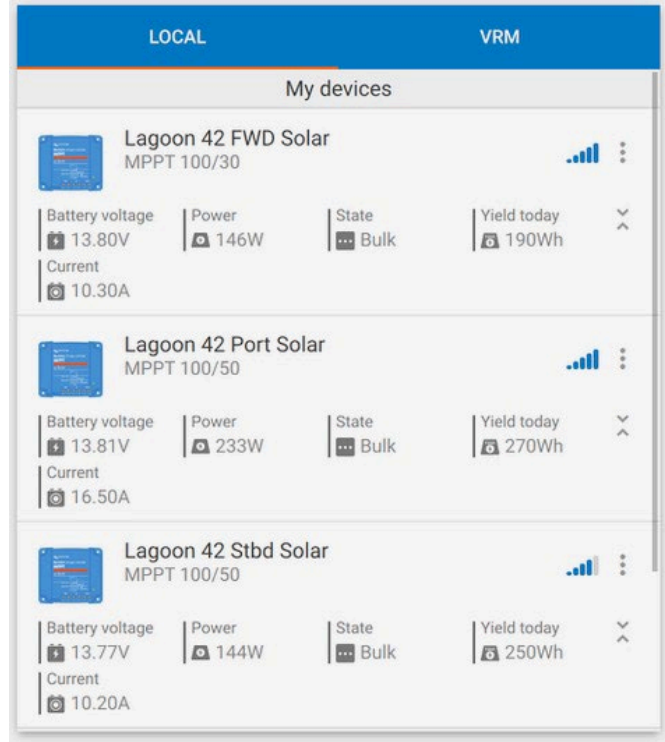 LOCAL VRM
My devices
Lagoon 42 FWD Solar
MPPT 100/30
Battery voltage Power State Yield today
13.80V 146W Bulk 190Wh
Current
10.30A
Lagoon 42 Port Solar
MPPT 100/50
Battery voltage Power State Yield today
13.81V 233W Bulk 270Wh
Current
16.50A
Lagoon 42 Stbd Solar
MPPT 100/50
Battery voltage Power State Yield today
13.77V 144W Bulk 250Wh
Current
10.20A